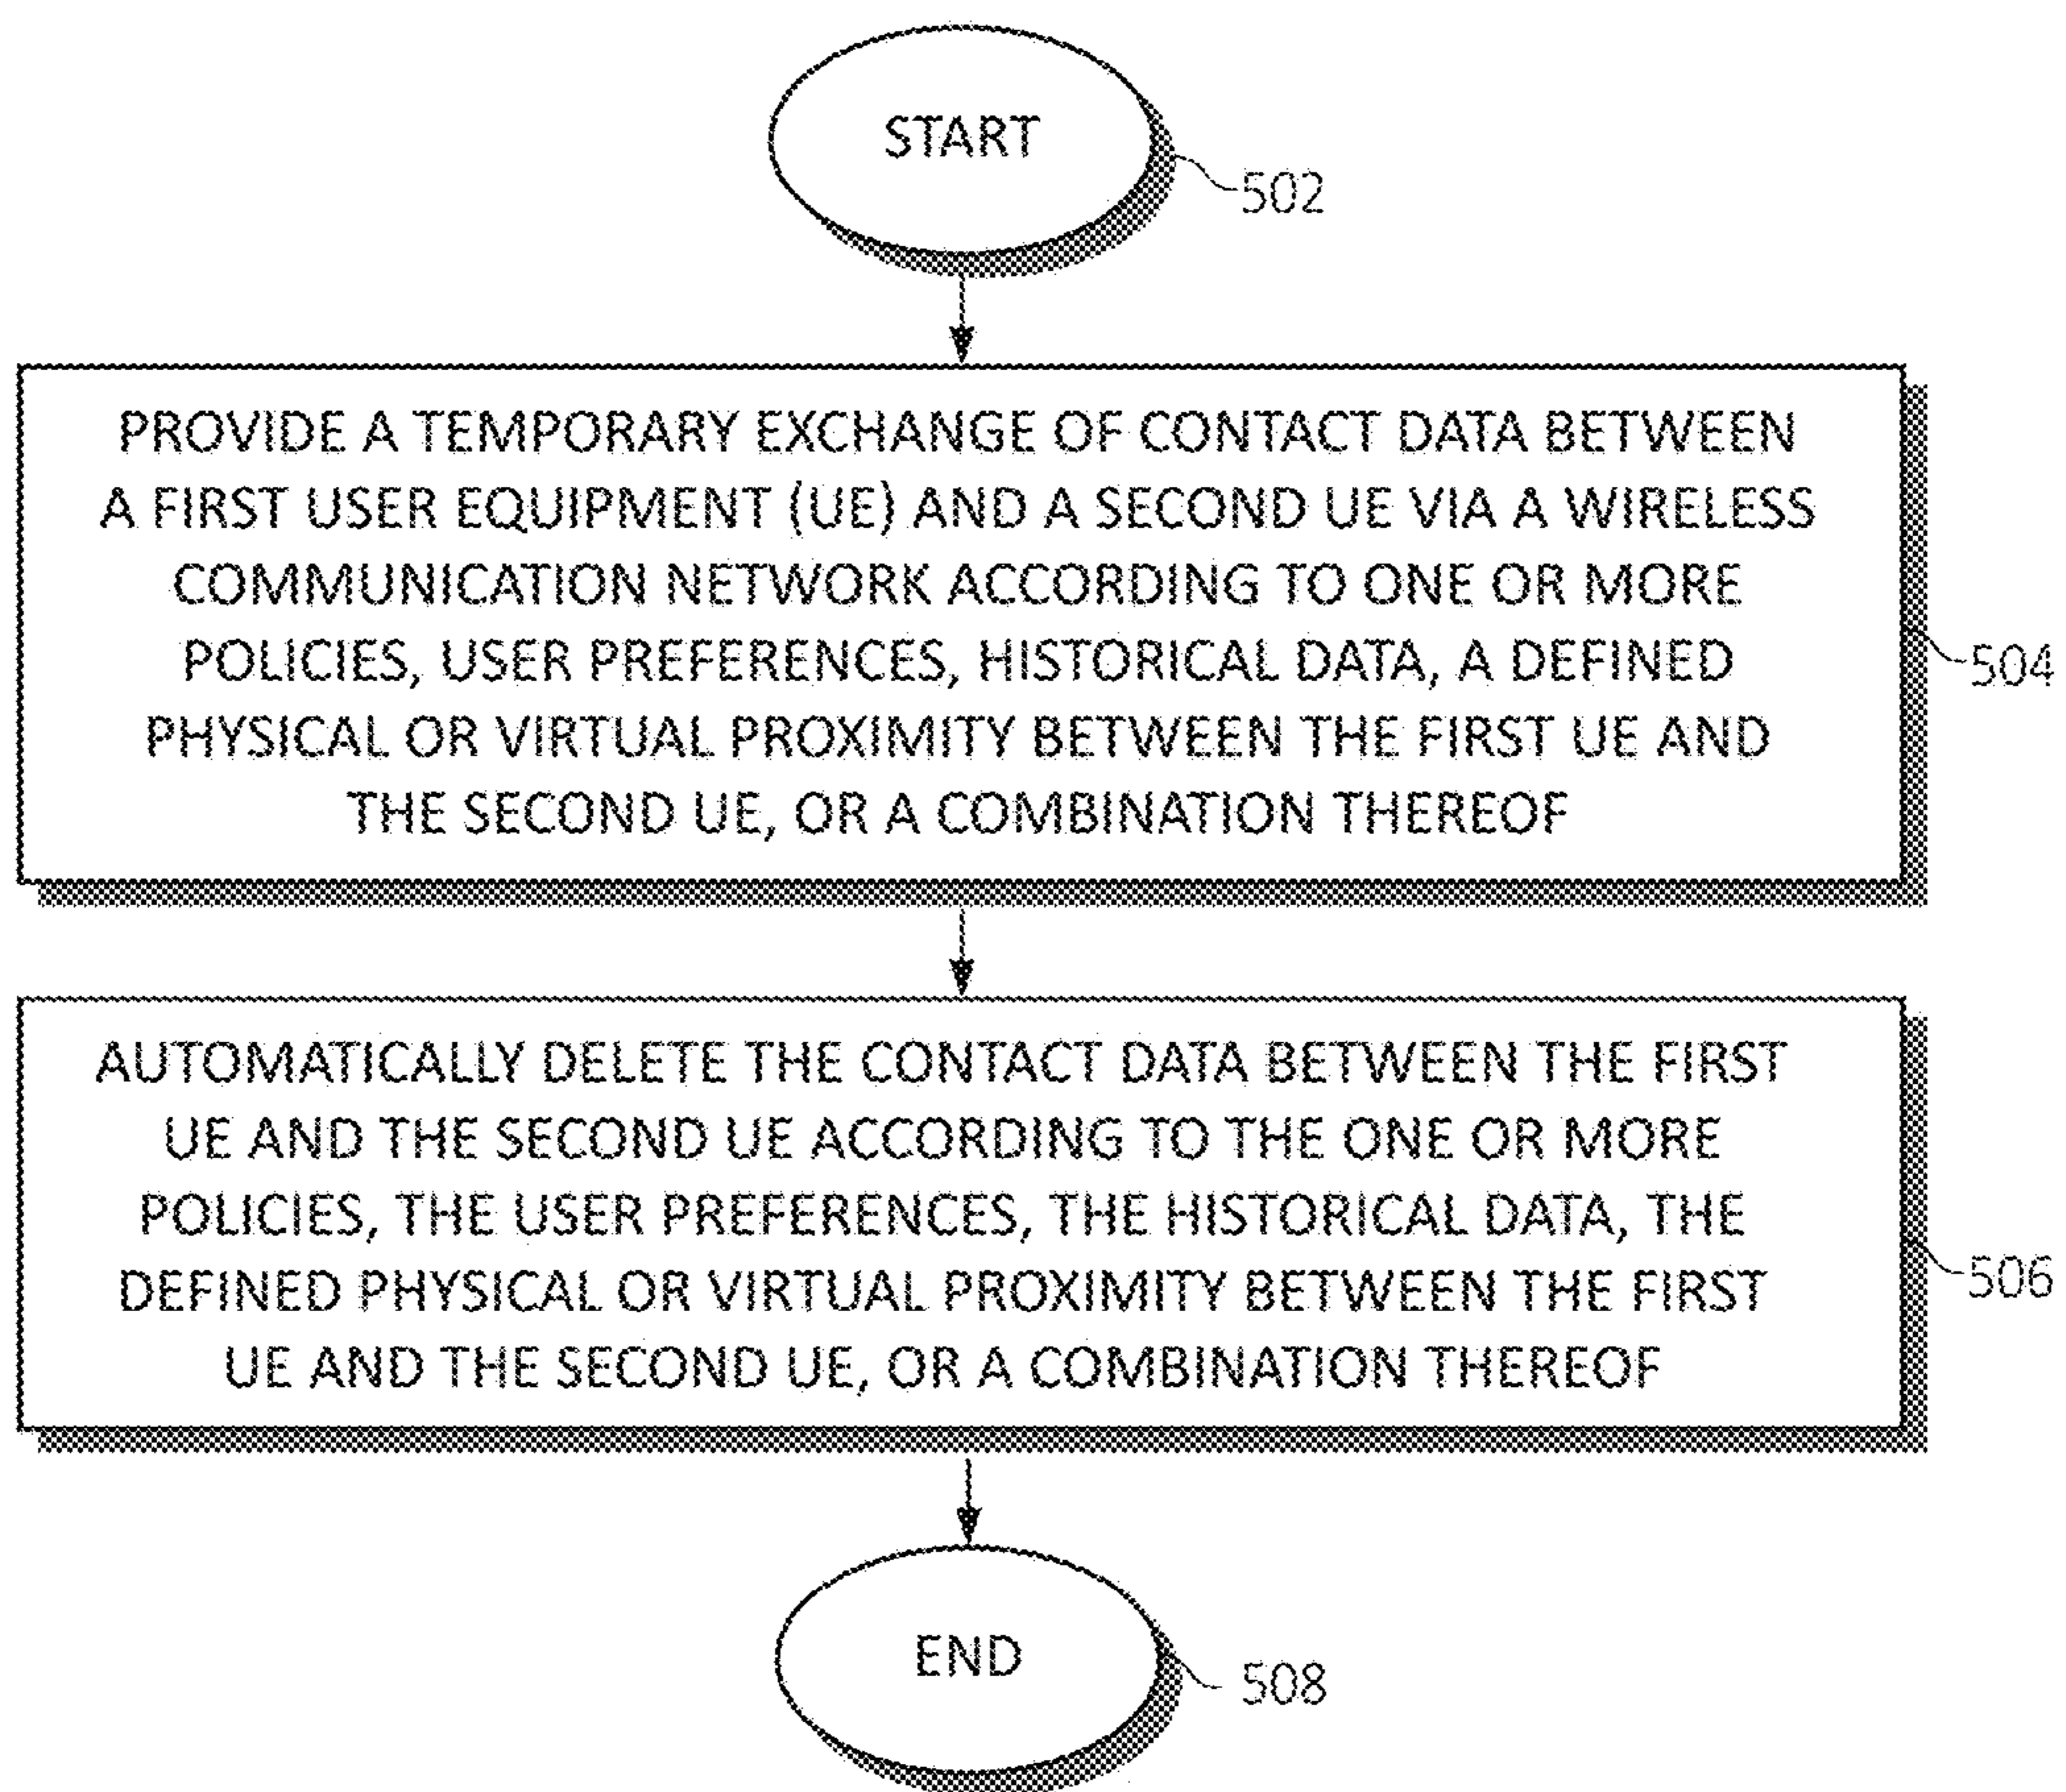 START
502
PROVIDE A TEMPORARY EXCHANGE OF CONTACT DATA BETWEEN
A FIRST USER EQUIPMENT (UE) AND A SECOND UE VIA A WIRELESS
COMMUNICATION NETWORK ACCORDING TO ONE OR MORE
POLICIES, USER PREFERENCES, HISTORICAL DATA, A DEFINED
PHYSICAL OR VIRTUAL PROXIMITY BETWEEN THE FIRST UE AND
THE SECOND UE, OR A COMBINATION THEREOF
504
AUTOMATICALLY DELETE THE CONTACT DATA BETWEEN THE FIRST
UE AND THE SECOND UE ACCORDING TO THE ONE OR MORE
POLICIES, THE USER PREFERENCES, THE HISTORICAL DATA, THE
DEFINED PHYSICAL OR VIRTUAL PROXIMITY BETWEEN THE FIRST
UE AND THE SECOND UE, OR A COMBINATION THEREOF
506
END
508